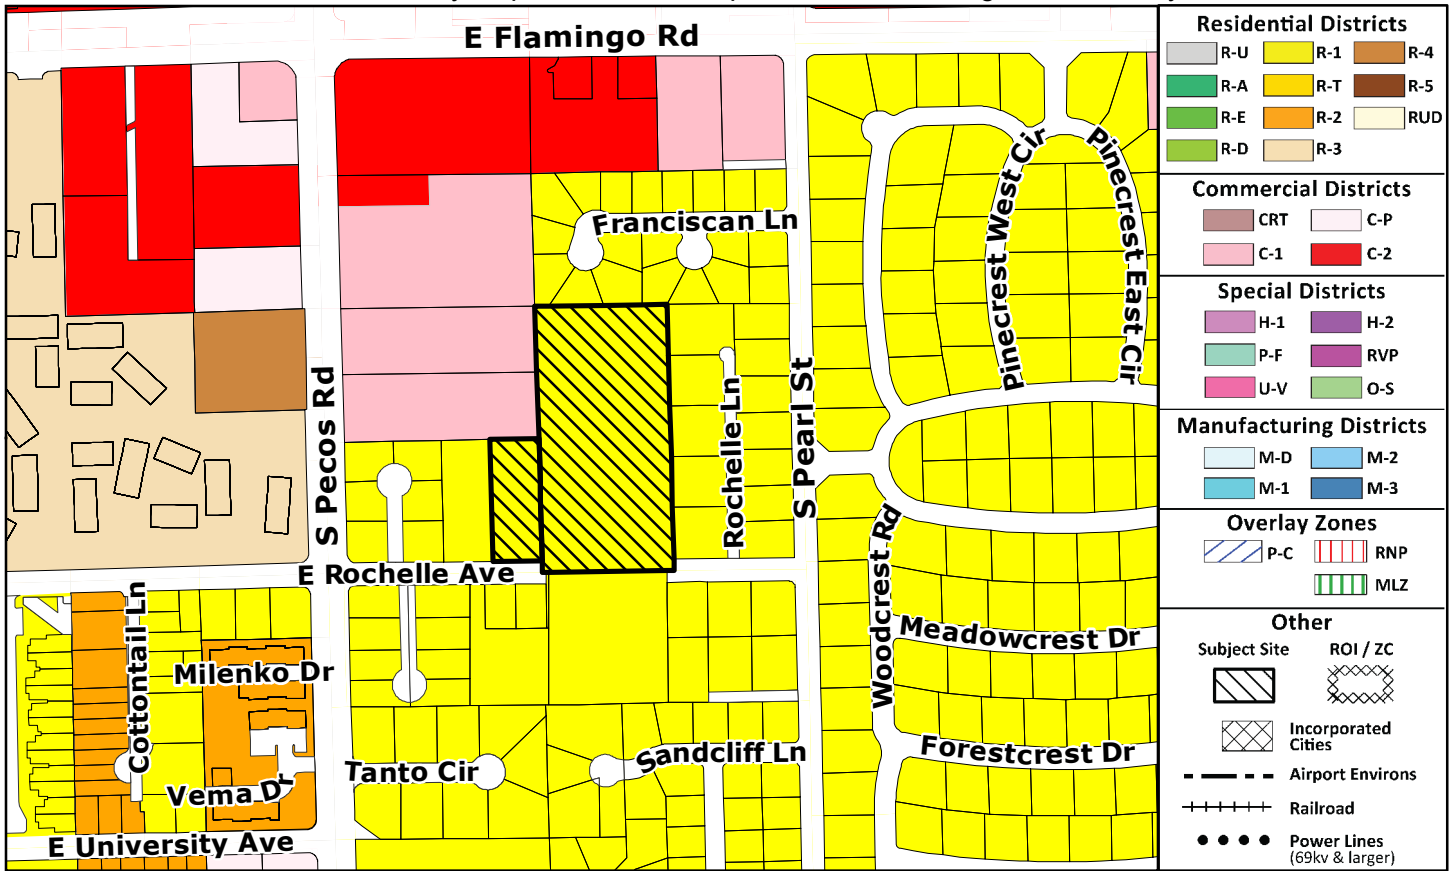 E Flamingo Rd
Franciscan Ln
Pinecrest West Cir
Pinecrest East Cir
S Pecos Rd
Rochelle Ln
S Pearl St
E Rochelle Ave
Woodcrest Rd
Cottontail Ln
Milenko Dr
Meadowcrest Dr
Tanto Cir
Sandcliff Ln
Forestcrest Dr
Vema Dr
E University Ave
Residential Districts
R-U R-1 R-4
R-A R-T R-5
R-E R-2 RUD
R-D R-3
Commercial Districts
CRT C-P
C-1 C-2
Special Districts
H-1 H-2
P-F RVP
U-V O-S
Manufacturing Districts
M-D M-2
M-1 M-3
Overlay Zones
P-C RNP
MLZ
Other
Subject Site ROI / ZC
Incorporated
Cities
Airport Environs
Railroad
Power Lines
(69kv & larger)